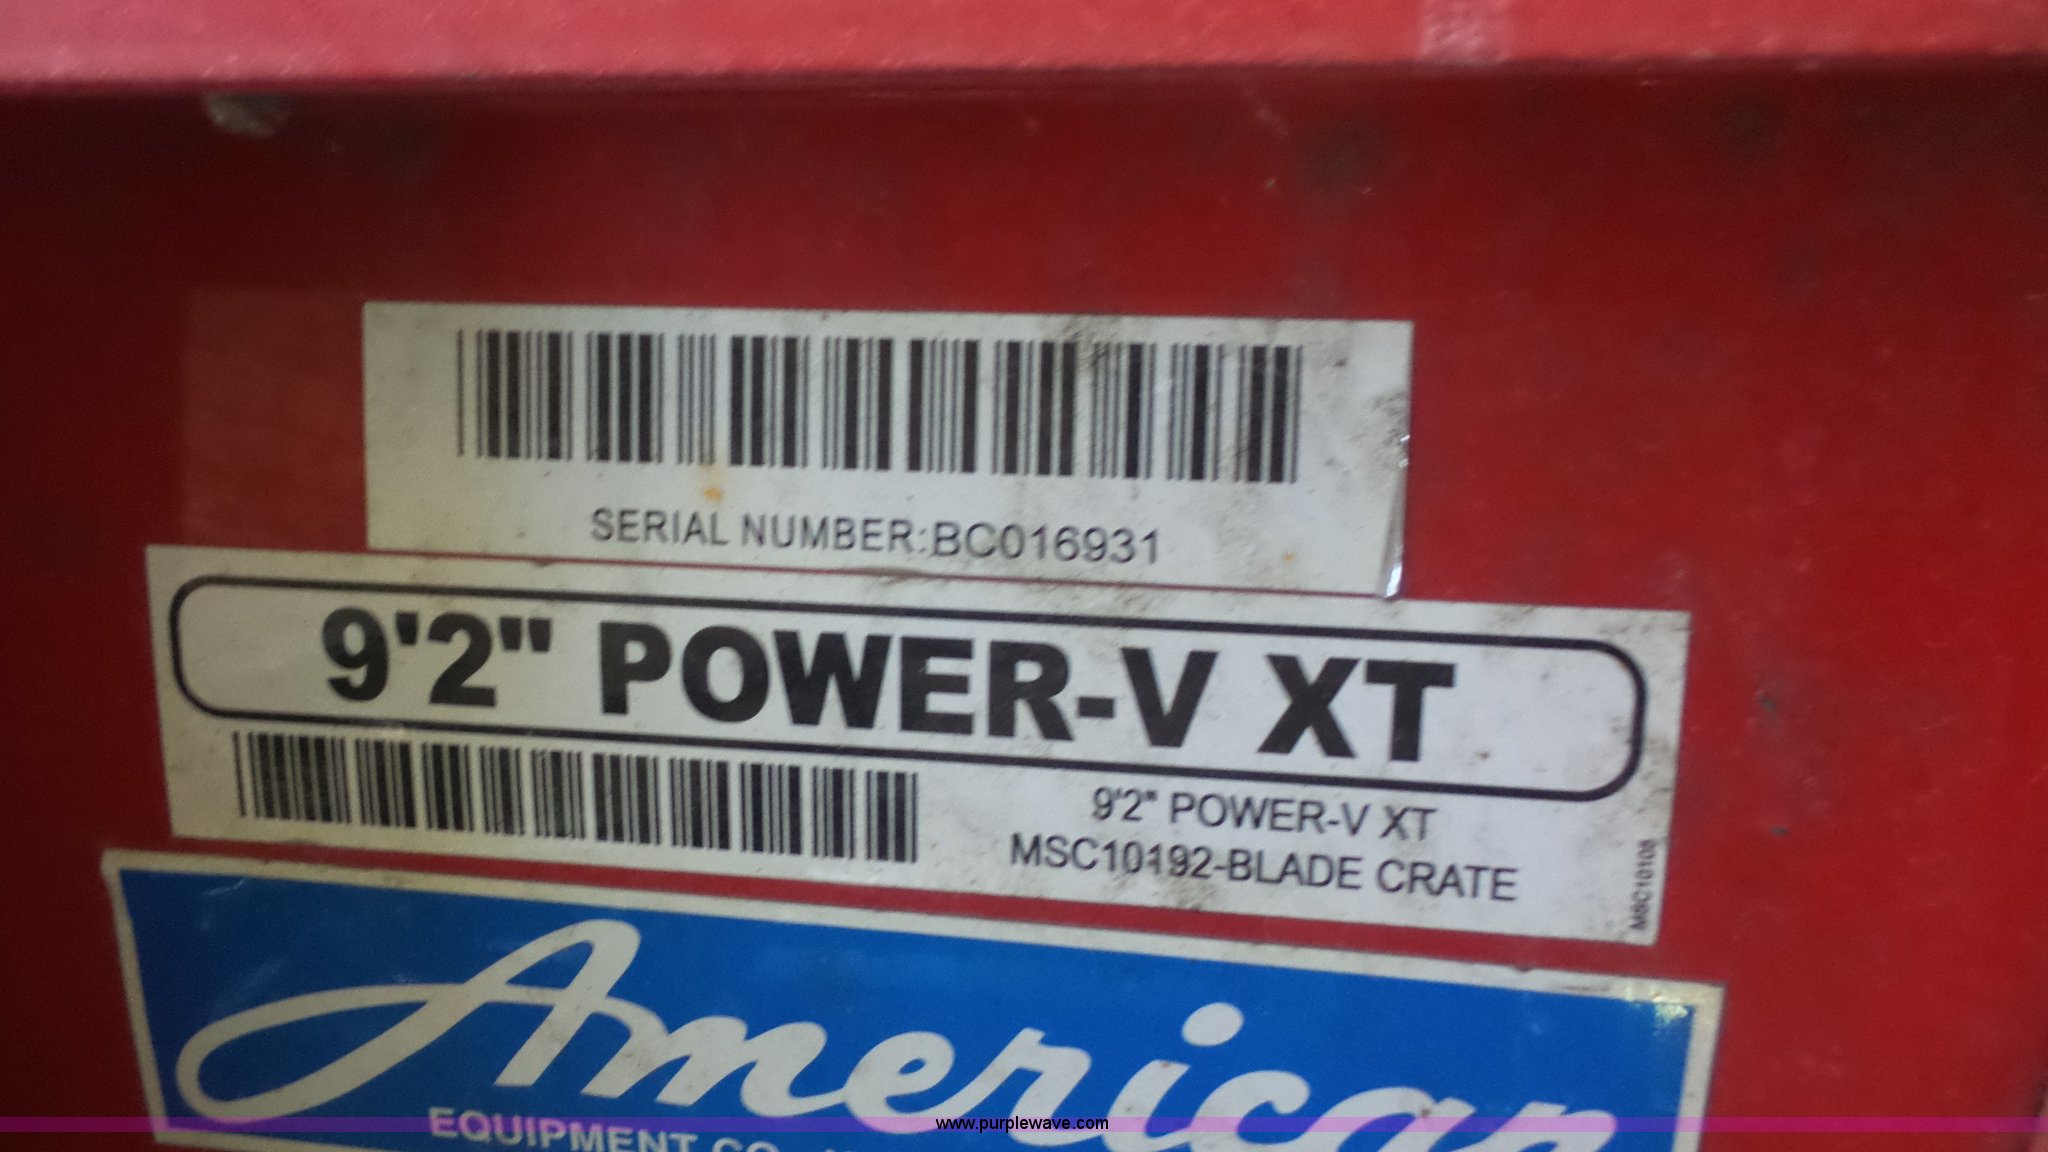 SERIAL NUMBER:BC016931
9'2" POWER-V XT
9'2" POWER-V XT
MSC10192-BLADE CRATE
MSC10108
American
EQUIPMENT CO
www.purplewave.com